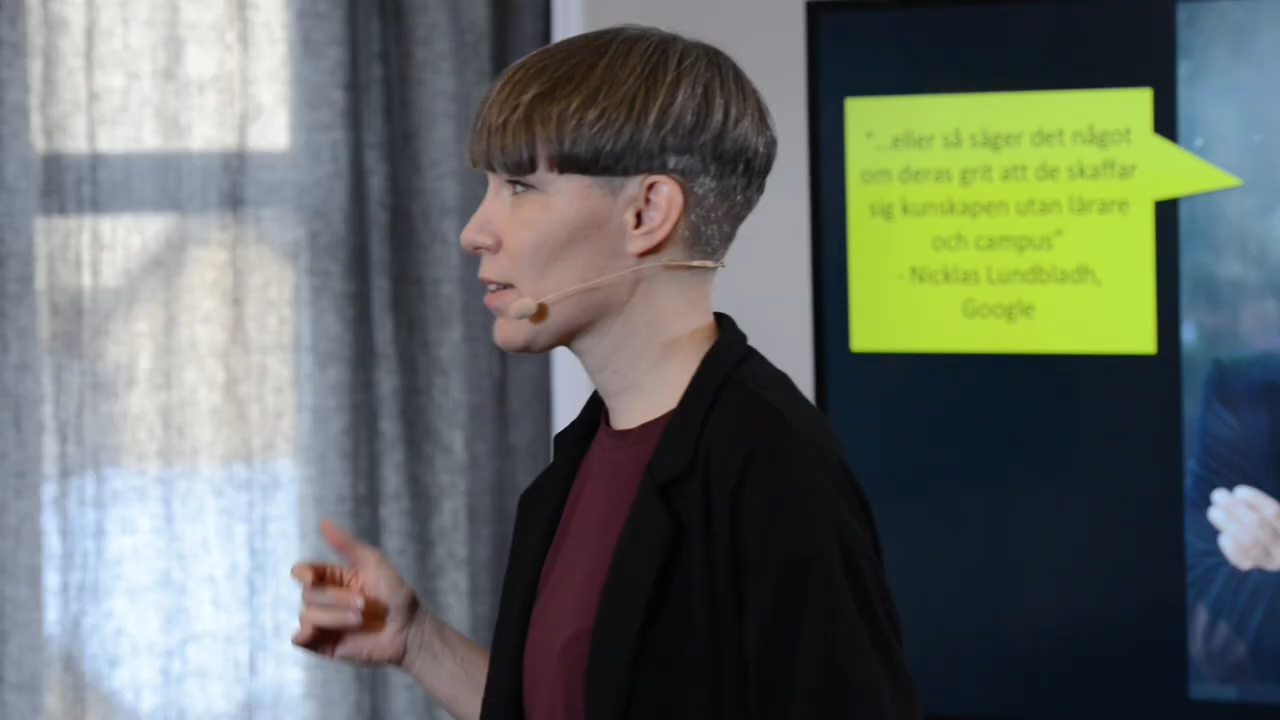 "...eller så säger det något
om deras grit att de skaffar
sig kunskapen utan lärare
och campus"
- Nicklas Lundbladh,
Google